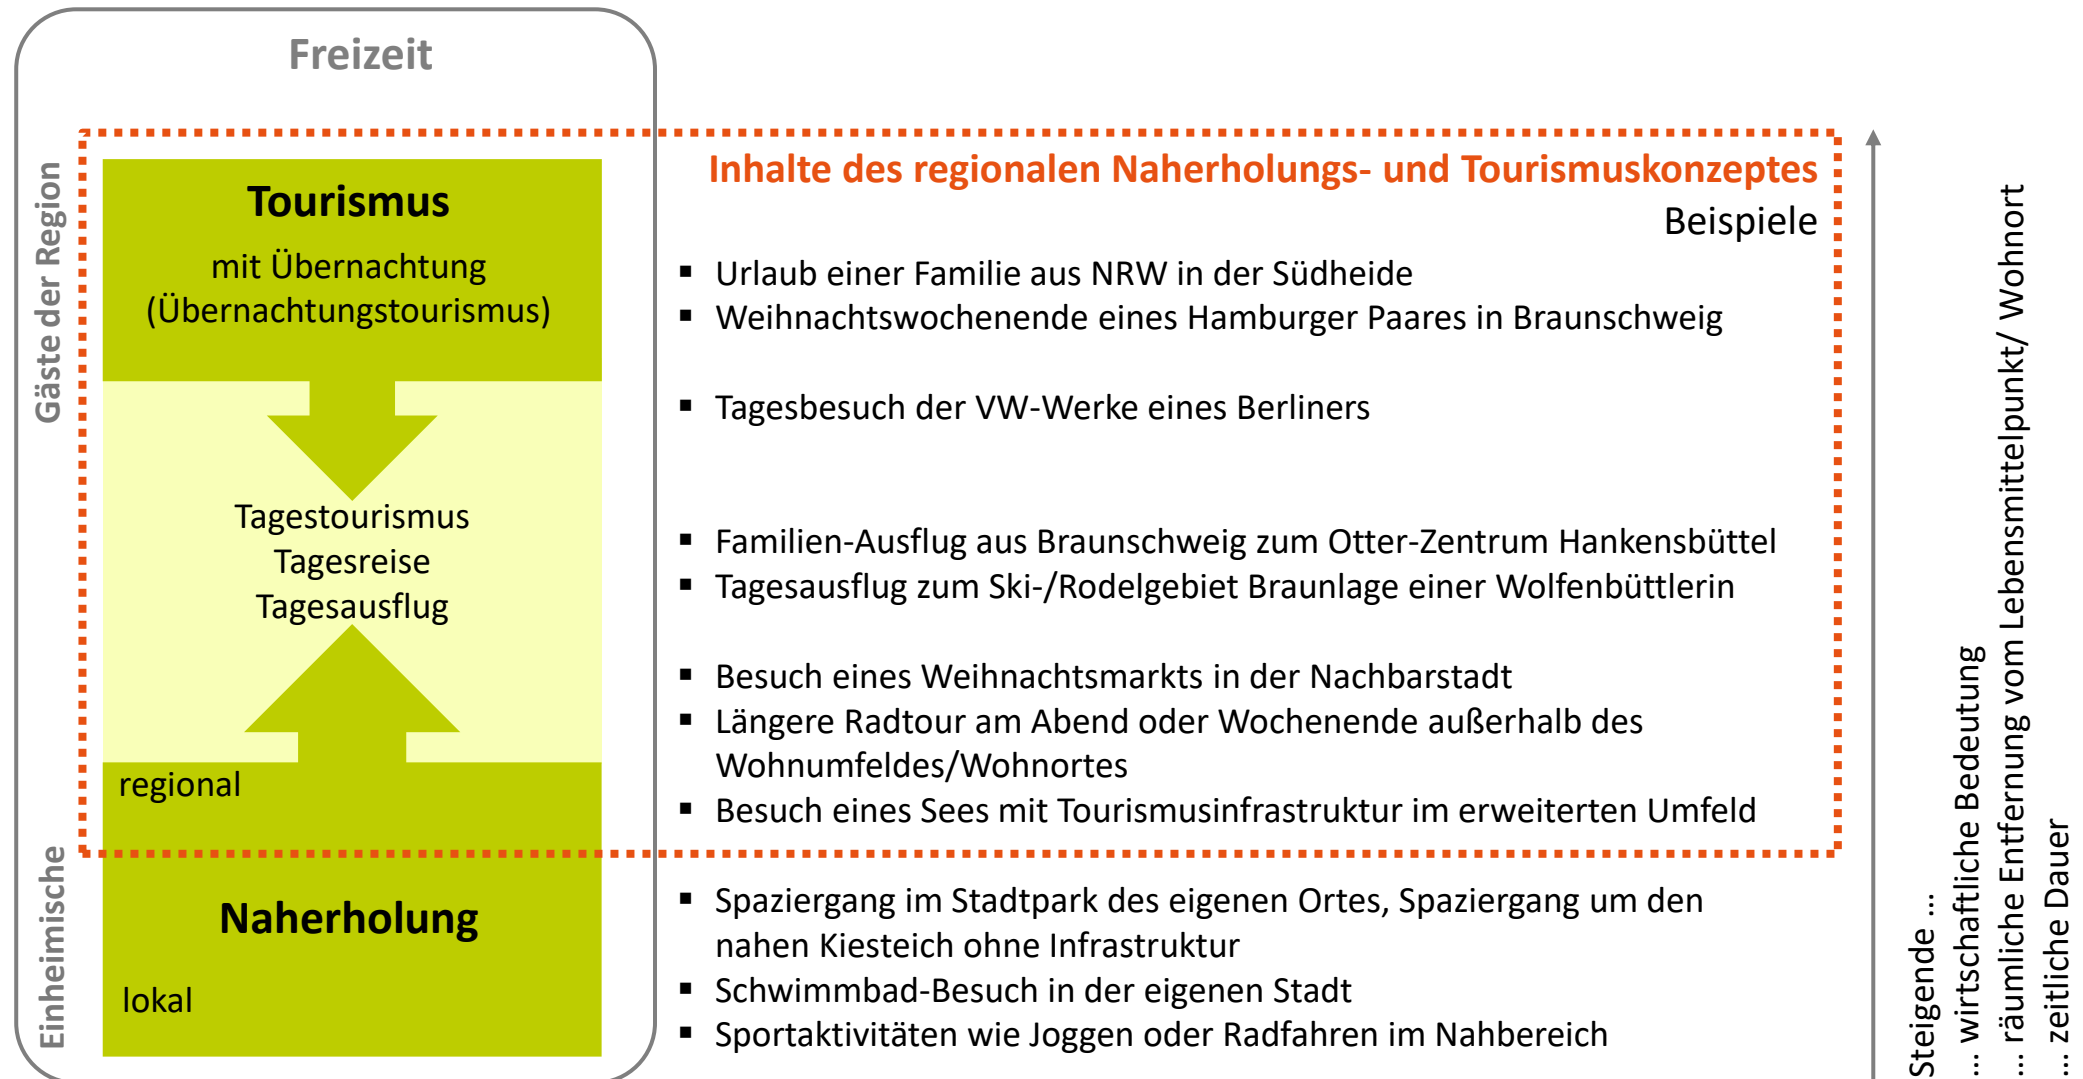 Freizeit
Gäste der Region
Tourismus
mit Übernachtung
(Übernachtungstourismus)
Tagestourismus
Tagesreise
Tagesausflug
regional
Einheimische
Naherholung
lokal
Inhalte des regionalen Naherholungs- und Tourismuskonzeptes
Beispiele
▪ Urlaub einer Familie aus NRW in der Südheide
▪ Weihnachtswochenende eines Hamburger Paares in Braunschweig
▪ Tagesbesuch der VW-Werke eines Berliners
▪ Familien-Ausflug aus Braunschweig zum Otter-Zentrum Hankensbüttel
▪ Tagesausflug zum Ski-/Rodelgebiet Braunlage einer Wolfenbüttlerin
▪ Besuch eines Weihnachtsmarkts in der Nachbarstadt
▪ Längere Radtour am Abend oder Wochenende außerhalb des
Wohnumfeldes/Wohnortes
▪ Besuch eines Sees mit Tourismusinfrastruktur im erweiterten Umfeld
▪ Spaziergang im Stadtpark des eigenen Ortes, Spaziergang um den
nahen Kiesteich ohne Infrastruktur
▪ Schwimmbad-Besuch in der eigenen Stadt
▪ Sportaktivitäten wie Joggen oder Radfahren im Nahbereich
Steigende ...
... wirtschaftliche Bedeutung
... räumliche Entfernung vom Lebensmittelpunkt/ Wohnort
... zeitliche Dauer